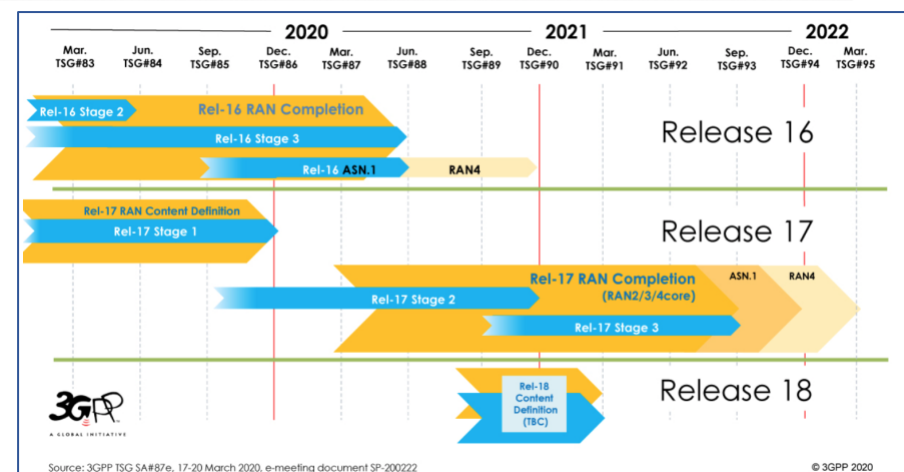 2020 2021 2022
Mar. Jun. Sep. Dec. Mar. Jun. Sep. Dec. Mar. Jun. Sep. Dec. Mar.
TSG#83 TSG#84 TSG#85 TSG#86 TSG#87 TSG#88 TSG#89 TSG#90 TSG#91 TSG#92 TSG#93 TSG#94 TSG#95
Rel-16 Stage 2
Rel-16 RAN Completion
Rel-16 Stage 3
Release 16
Rel-16 ASN.1
RAN4
Rel-17 RAN Content Definition
Rel-17 Stage 1
Release 17
Rel-17 RAN Completion
(RAN2/3/4core)
ASN.1
RAN4
Rel-17 Stage 2
Rel-17 Stage 3
Rel-18
Content
Definition
(TBC)
Release 18
3GPP
A GLOBAL INITIATIVE
Source: 3GPP TSG SA#87e, 17-20 March 2020, e-meeting document SP-200222
© 3GPP 2020